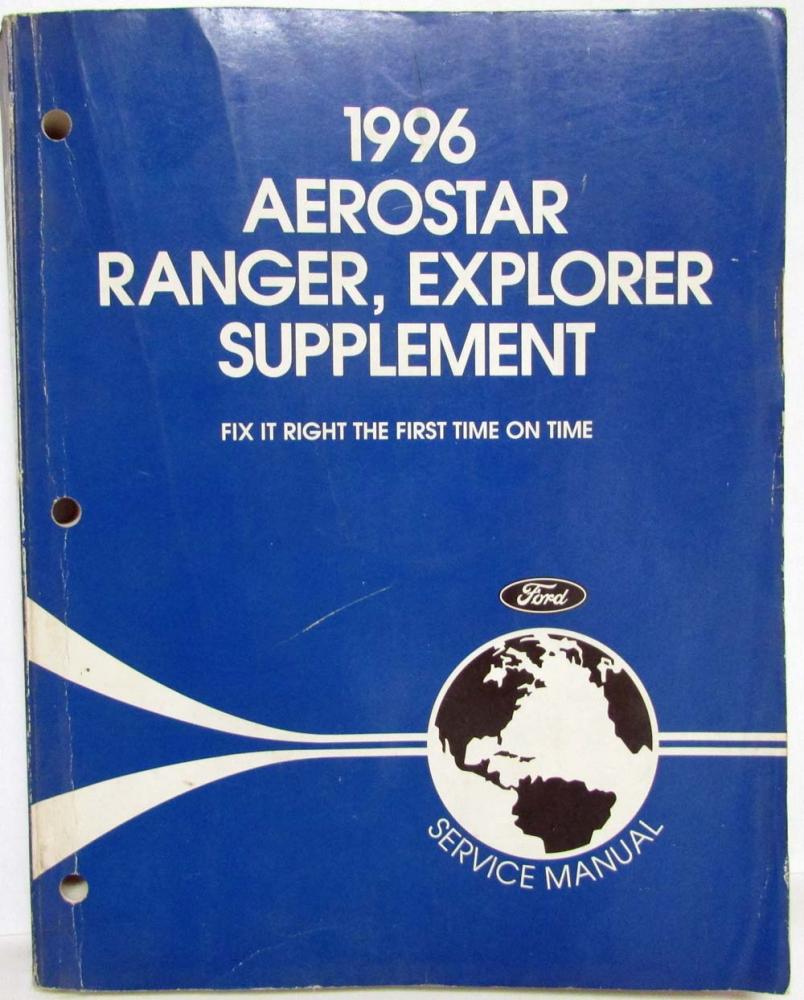 1996
AEROSTAR
RANGER, EXPLORER
SUPPLEMENT
FIX IT RIGHT THE FIRST TIME ON TIME
Ford
SERVICE MANUAL